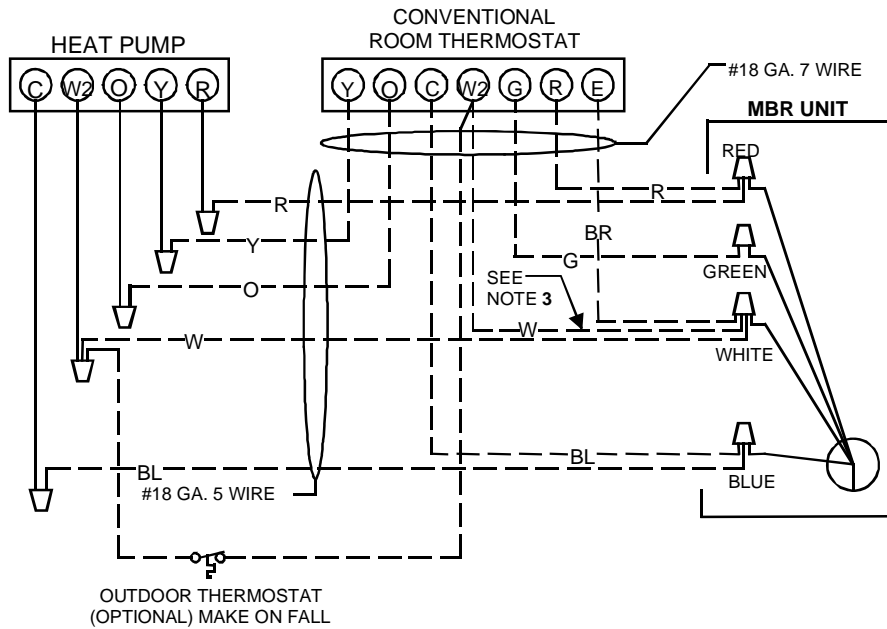 CONVENTIONAL
ROOM THERMOSTAT
HEAT PUMP
C W2 O Y R
Y O C W2 G R E
#18 GA. 7 WIRE
MBR UNIT
RED
R
R
Y
BR
G
GREEN
O
SEE
NOTE 3
W
W
WHITE
BL
BL
BLUE
#18 GA. 5 WIRE
OUTDOOR THERMOSTAT
(OPTIONAL) MAKE ON FALL